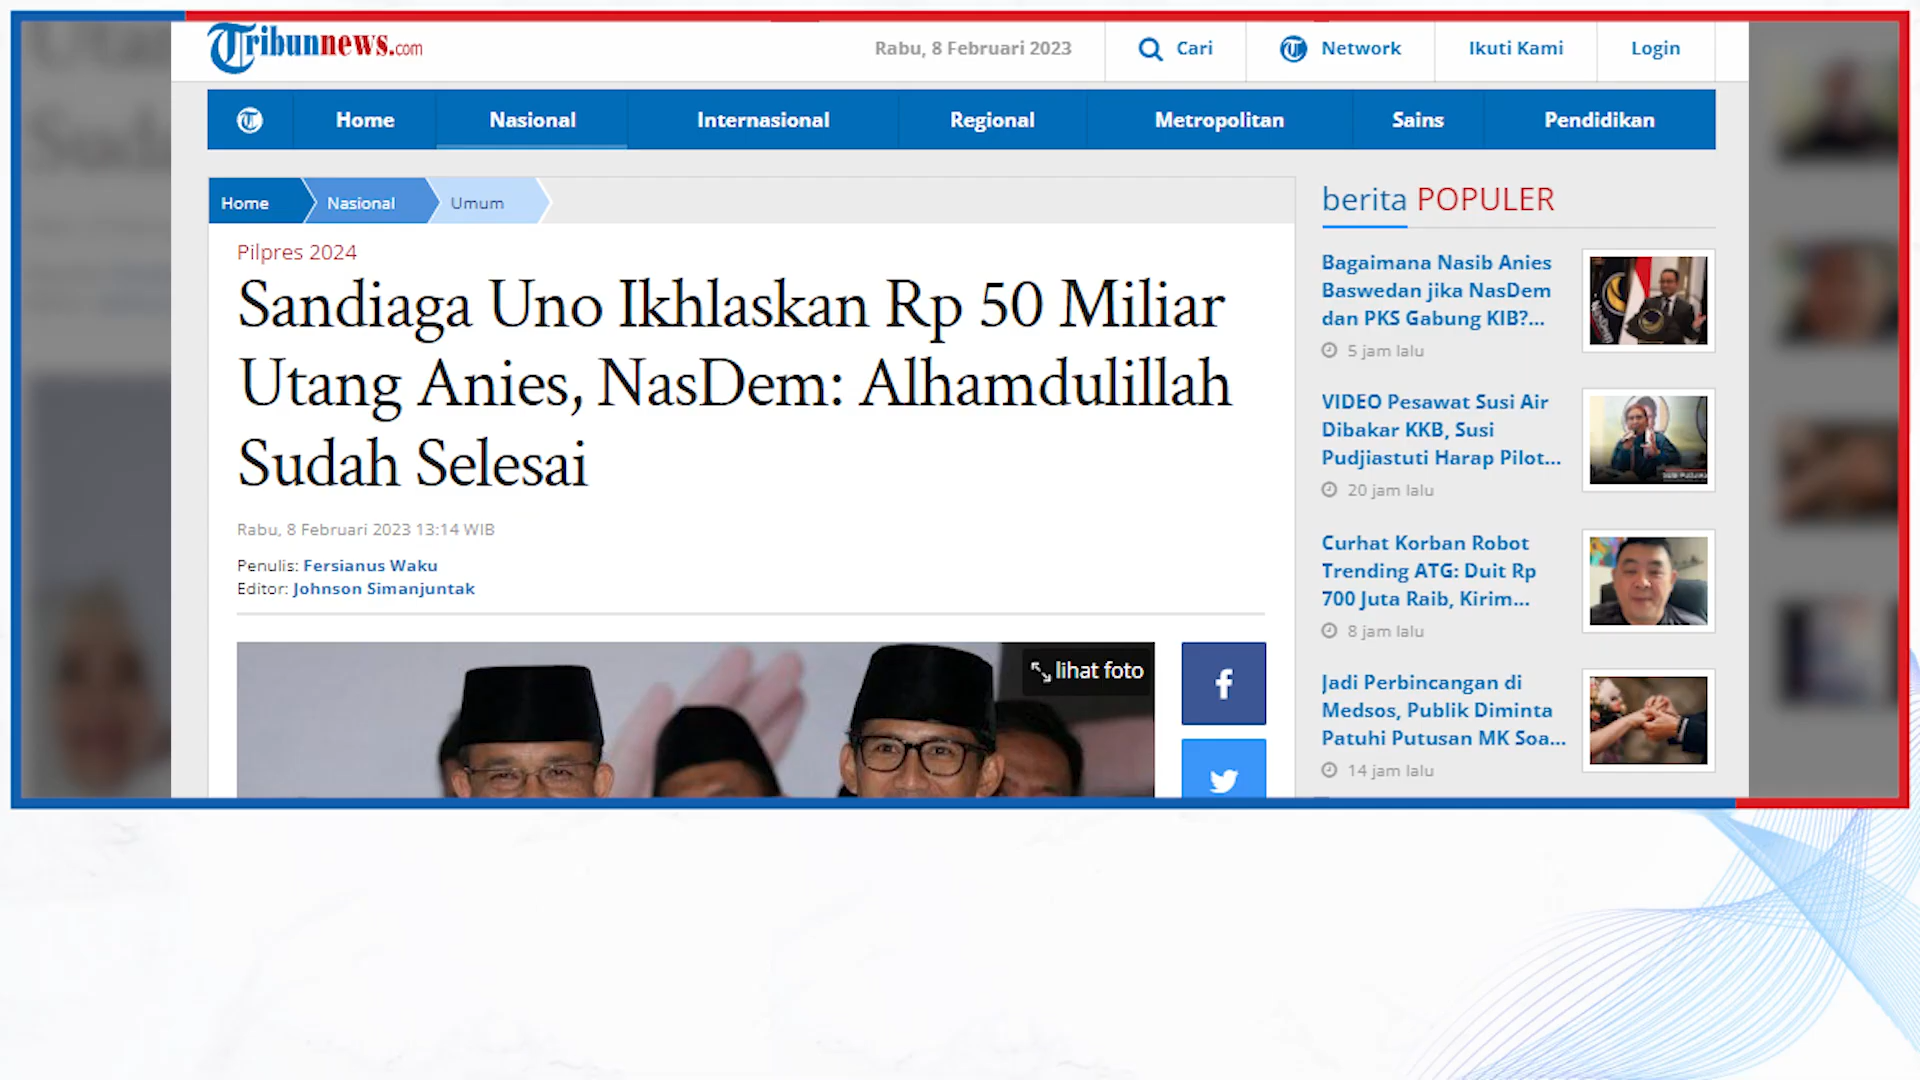 Tribunnews.com
Rabu, 8 Februari 2023
Cari
Network
Ikuti Kami
Login
Home
Nasional
Internasional
Regional
Metropolitan
Sains
Pendidikan
Home
Nasional
Umum
Pilpres 2024
Sandiaga Uno Ikhlaskan Rp 50 Miliar
Utang Anies, NasDem: Alhamdulillah
Sudah Selesai
Rabu, 8 Februari 2023 13:14 WIB
Penulis: Fersianus Waku
Editor: Johnson Simanjuntak
lihat foto
berita POPULER
Bagaimana Nasib Anies
Baswedan jika NasDem
dan PKS Gabung KIB?...
5 jam lalu
VIDEO Pesawat Susi Air
Dibakar KKB, Susi
Pudjiastuti Harap Pilot...
20 jam lalu
Curhat Korban Robot
Trending ATG: Duit Rp
700 Juta Raib, Kirim...
8 jam lalu
Jadi Perbincangan di
Medsos, Publik Diminta
Patuhi Putusan MK Soa...
14 jam lalu